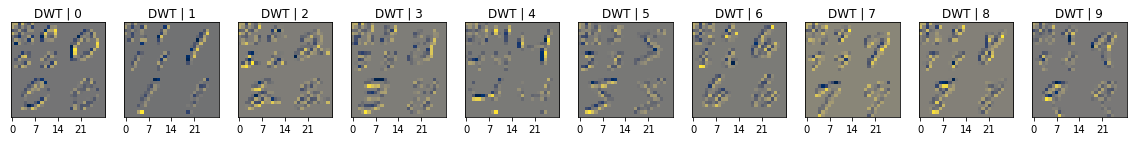 DWT | 0 DWT | 1 DWT | 2 DWT | 3 DWT | 4 DWT | 5 DWT | 6 DWT | 7 DWT | 8 DWT | 9
0 7 14 21 0 7 14 21 0 7 14 21 0 7 14 21 0 7 14 21 0 7 14 21 0 7 14 21 0 7 14 21 0 7 14 21 0 7 14 21